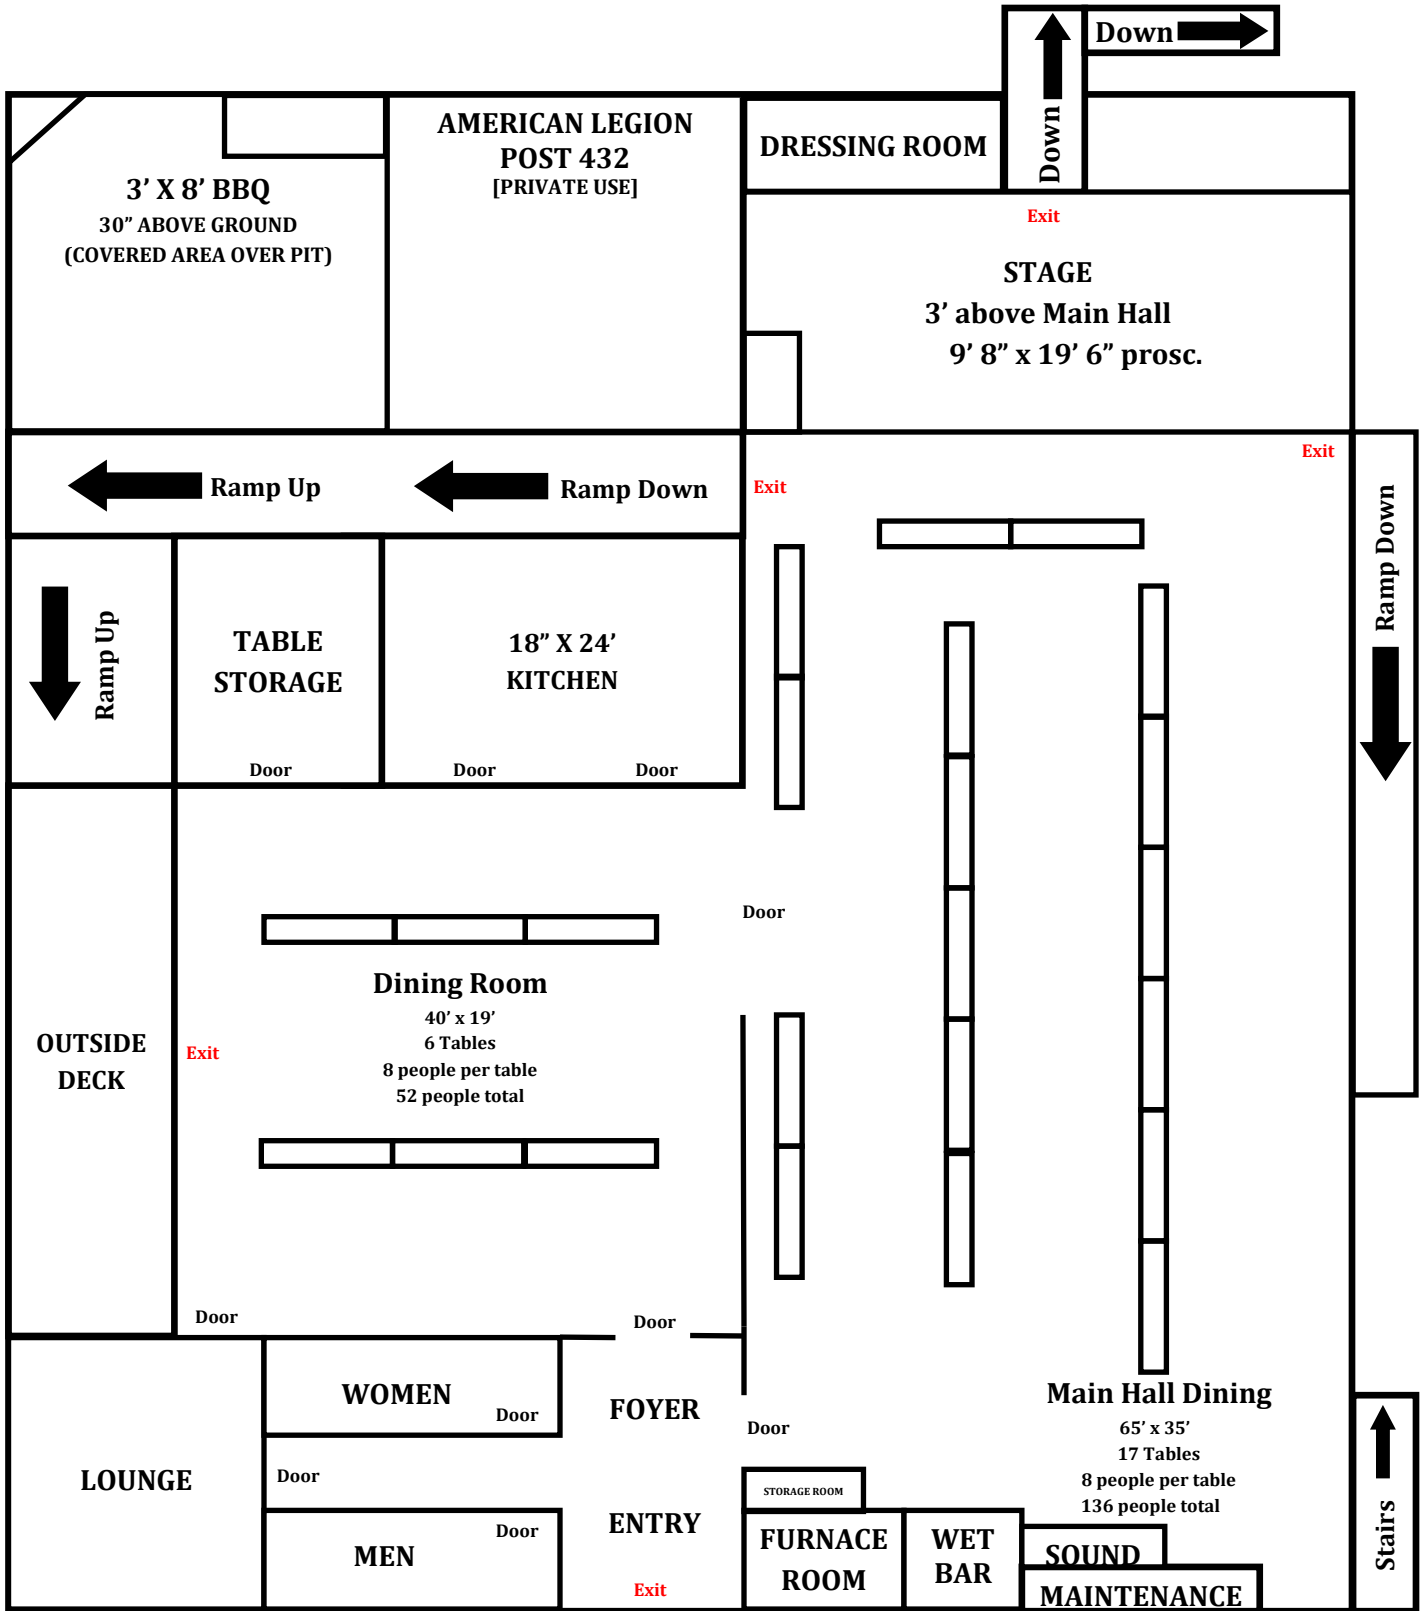 Down
Down
AMERICAN LEGION
POST 432
[PRIVATE USE]
DRESSING ROOM
3’ X 8’ BBQ
30” ABOVE GROUND
(COVERED AREA OVER PIT)
Exit
STAGE
3’ above Main Hall
9’ 8” x 19’ 6” prosc.
Exit
Ramp Up
Ramp Down
Exit
Ramp Down
Ramp Up
TABLE
STORAGE
18” X 24’
KITCHEN
Door
Door
Door
Door
Dining Room
40’ x 19’
6 Tables
8 people per table
52 people total
OUTSIDE
DECK
Exit
Door
Door
WOMEN
Door
FOYER
Door
Main Hall Dining
65’ x 35’
17 Tables
8 people per table
136 people total
LOUNGE
Door
STORAGE ROOM
MEN
Door
ENTRY
Exit
FURNACE
ROOM
WET
BAR
SOUND
MAINTENANCE
Stairs